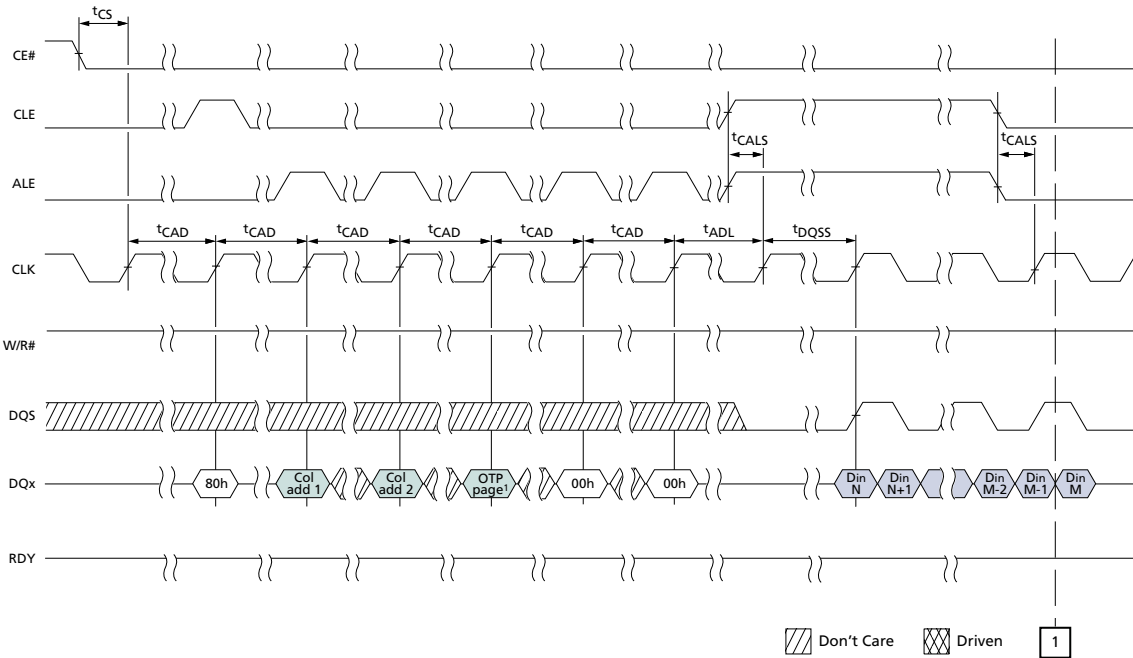 tCS
CE#
CLE
tCALS
tCALS
ALE
tCAD
tCAD
tCAD
tCAD
tCAD
tCAD
tADL
tDQSS
CLK
W/R#
DQS
DQx
80h
Col add 1
Col add 2
OTP page1
00h
00h
Din N
Din N+1
Din M-2
Din M-1
Din M
RDY
Don't Care
Driven
1